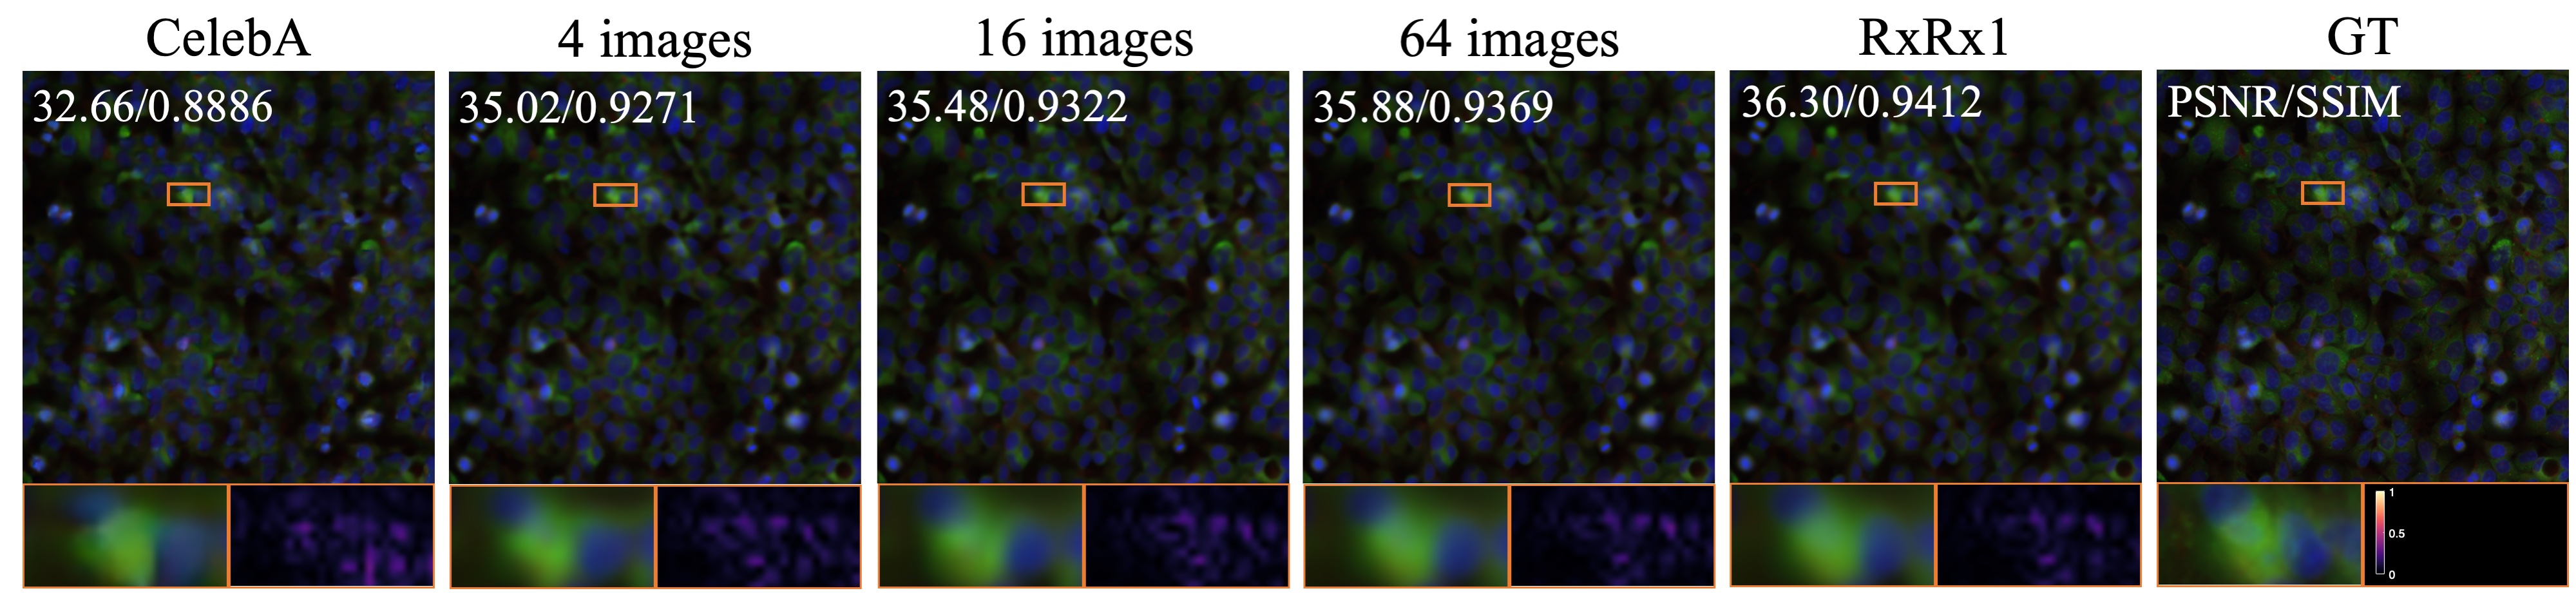 CelebA
4 images
16 images
64 images
RxRx1
GT
32.66/0.8886
35.02/0.9271
35.48/0.9322
35.88/0.9369
36.30/0.9412
PSNR/SSIM
1
0.5
0